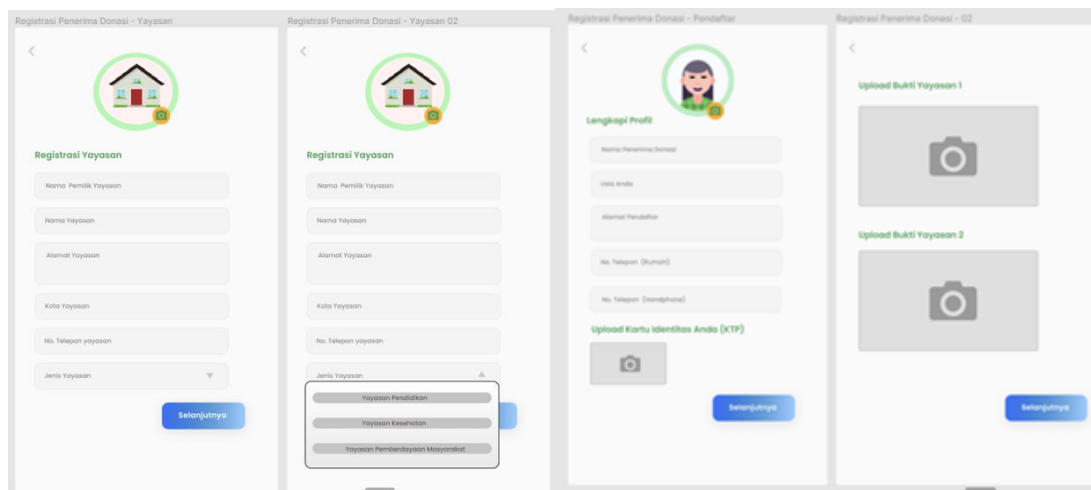 Registrasi Penerima Donasi - Yayasan
Registrasi Yayasan
Nama Pemilik Yayasan
Nama Yayasan
Alamat Yayasan
Kota Yayasan
No. Telepon yayasan
Jenis Yayasan
Selanjutnya
Registrasi Penerima Donasi - Yayasan 02
Registrasi Yayasan
Nama Pemilik Yayasan
Nama Yayasan
Alamat Yayasan
Kota Yayasan
No. Telepon yayasan
Jenis Yayasan
Yayasan Pendidikan
Yayasan Kesehatan
Yayasan Pemberdayaan Masyarakat
Registrasi Penerima Donasi - Pendaftar
Lengkapi Profil
Nama Penerima Donasi
Usia Anda
Alamat Pendaftar
No. Telepon (Rumah)
No. Telepon (Handphone)
Upload Kartu Identitas Anda (KTP)
Selanjutnya
Registrasi Penerima Donasi - 02
Upload Bukti Yayasan 1
Upload Bukti Yayasan 2
Selanjutnya